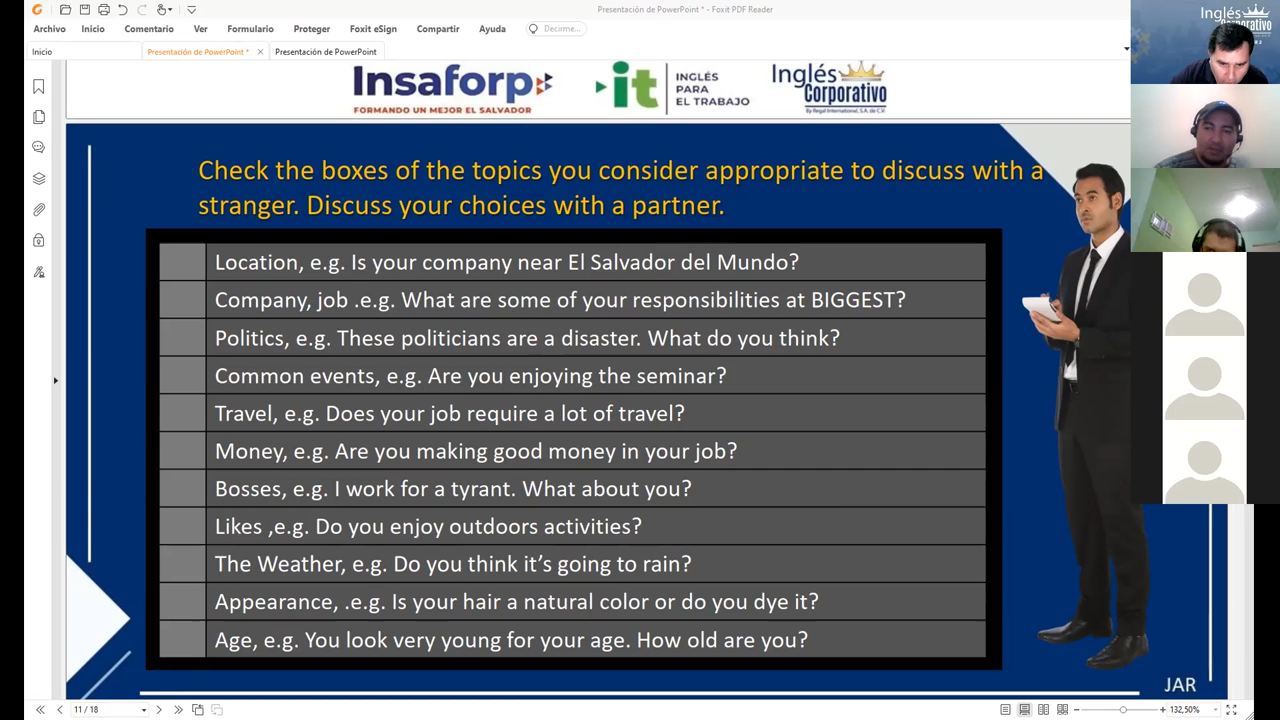 Presentación de PowerPoint * - Foxit PDF Reader
Archivo Inicio Comentario Ver Formulario Proteger Foxit eSign Compartir Ayuda Decirme...
Inicio Presentación de PowerPoint * × Presentación de PowerPoint
Insaforp
FORMANDO UN MEJOR EL SALVADOR
it
INGLÉS
PARA
EL TRABAJO
Inglés
Corporativo
By Regal International, S.A. de C.V.
Inglés
Corporativo
Check the boxes of the topics you consider appropriate to discuss with a
stranger. Discuss your choices with a partner.
Location, e.g. Is your company near El Salvador del Mundo?
Company, job .e.g. What are some of your responsibilities at BIGGEST?
Politics, e.g. These politicians are a disaster. What do you think?
Common events, e.g. Are you enjoying the seminar?
Travel, e.g. Does your job require a lot of travel?
Money, e.g. Are you making good money in your job?
Bosses, e.g. I work for a tyrant. What about you?
Likes ,e.g. Do you enjoy outdoors activities?
The Weather, e.g. Do you think it’s going to rain?
Appearance, .e.g. Is your hair a natural color or do you dye it?
Age, e.g. You look very young for your age. How old are you?
JAR
11 / 18
132,50%